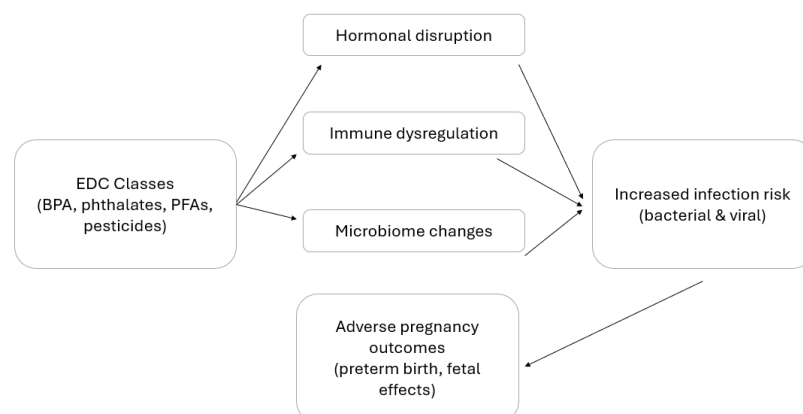 Hormonal disruption
Immune dysregulation
EDC Classes
(BPA, phthalates, PFAs,
pesticides)
Increased infection risk
(bacterial & viral)
Microbiome changes
Adverse pregnancy
outcomes
(preterm birth, fetal
effects)